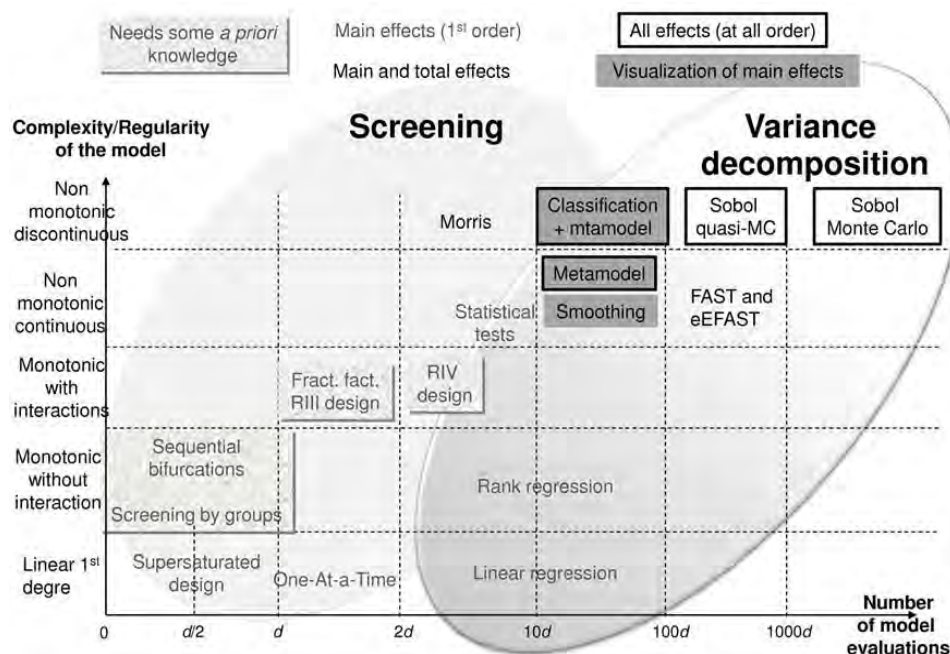 Needs some a priori
knowledge
Main effects (1st order)
All effects (at all order)
Main and total effects
Visualization of main effects
Complexity/Regularity
of the model
Screening
Variance
decomposition
Non
monotonic
discontinuous
Morris
Classification
+ mtamodel
Sobol
quasi-MC
Sobol
Monte Carlo
Non
monotonic
continuous
Statistical
tests
Metamodel
Smoothing
FAST and
eEFAST
Monotonic
with
interactions
Fract. fact.
RIII design
RIV
design
Monotonic
without
interaction
Sequential
bifurcations
Screening by groups
Rank regression
Linear 1st
degre
Supersaturated
design
One-At-a-Time
Linear regression
0
d/2
d
2d
10d
100d
1000d
Number
of model
evaluations